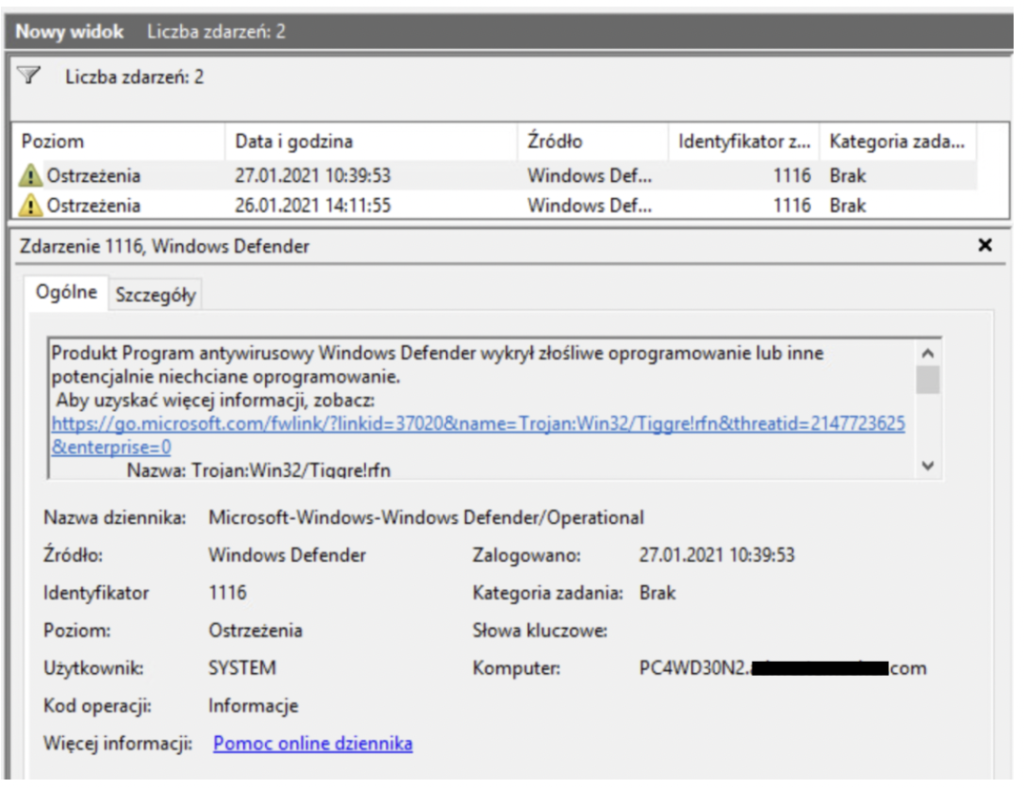 Nowy widok Liczba zdarzeń: 2
Liczba zdarzeń: 2
Poziom Data i godzina Źródło Identyfikator z... Kategoria zada...
Ostrzeżenia 27.01.2021 10:39:53 Windows Def... 1116 Brak
Ostrzeżenia 26.01.2021 14:11:55 Windows Def... 1116 Brak
Zdarzenie 1116, Windows Defender
Ogólne Szczegóły
Produkt Program antywirusowy Windows Defender wykrył złośliwe oprogramowanie lub inne
potencjalnie niechciane oprogramowanie.
Aby uzyskać więcej informacji, zobacz:
https://go.microsoft.com/fwlink/?linkid=37020&name=Trojan:Win32/Tiggre!rfn&threatid=2147723625
&enterprise=0
Nazwa: Trojan:Win32/Tiggre!rfn
Nazwa dziennika: Microsoft-Windows-Windows Defender/Operational
Źródło: Windows Defender Zalogowano: 27.01.2021 10:39:53
Identyfikator 1116 Kategoria zadania: Brak
Poziom: Ostrzeżenia Słowa kluczowe:
Użytkownik: SYSTEM Komputer: PC4WD30N2. com
Kod operacji: Informacje
Więcej informacji: Pomoc online dziennika